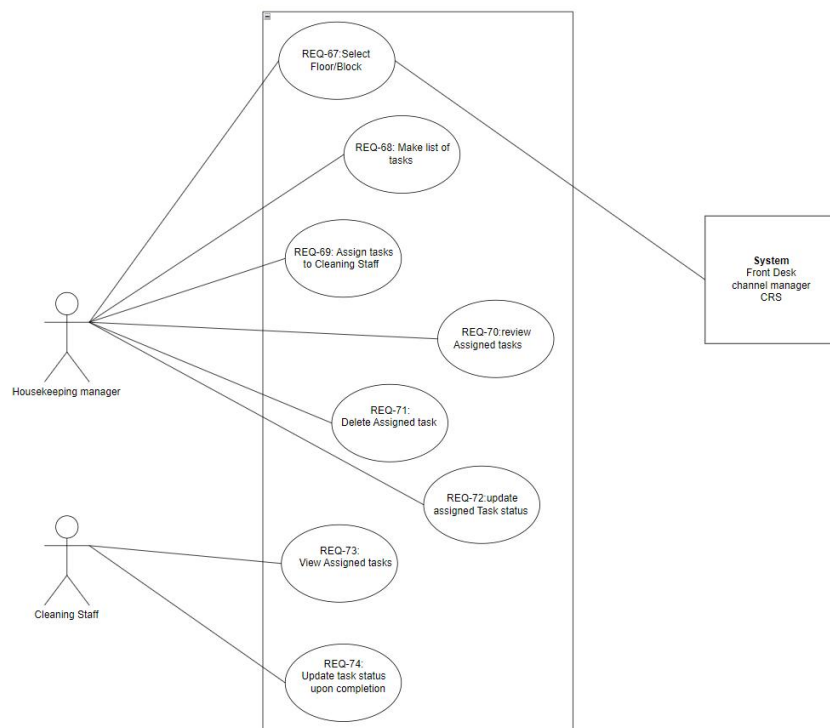 REQ-67:Select
Floor/Block
REQ-68: Make list of
tasks
REQ-69: Assign tasks
to Cleaning Staff
System
Front Desk
channel manager
CRS
REQ-70:review
Assigned tasks
Housekeeping manager
REQ-71:
Delete Assigned task
REQ-72:update
assigned Task status
REQ-73:
View Assigned tasks
Cleaning Staff
REQ-74:
Update task status
upon completion